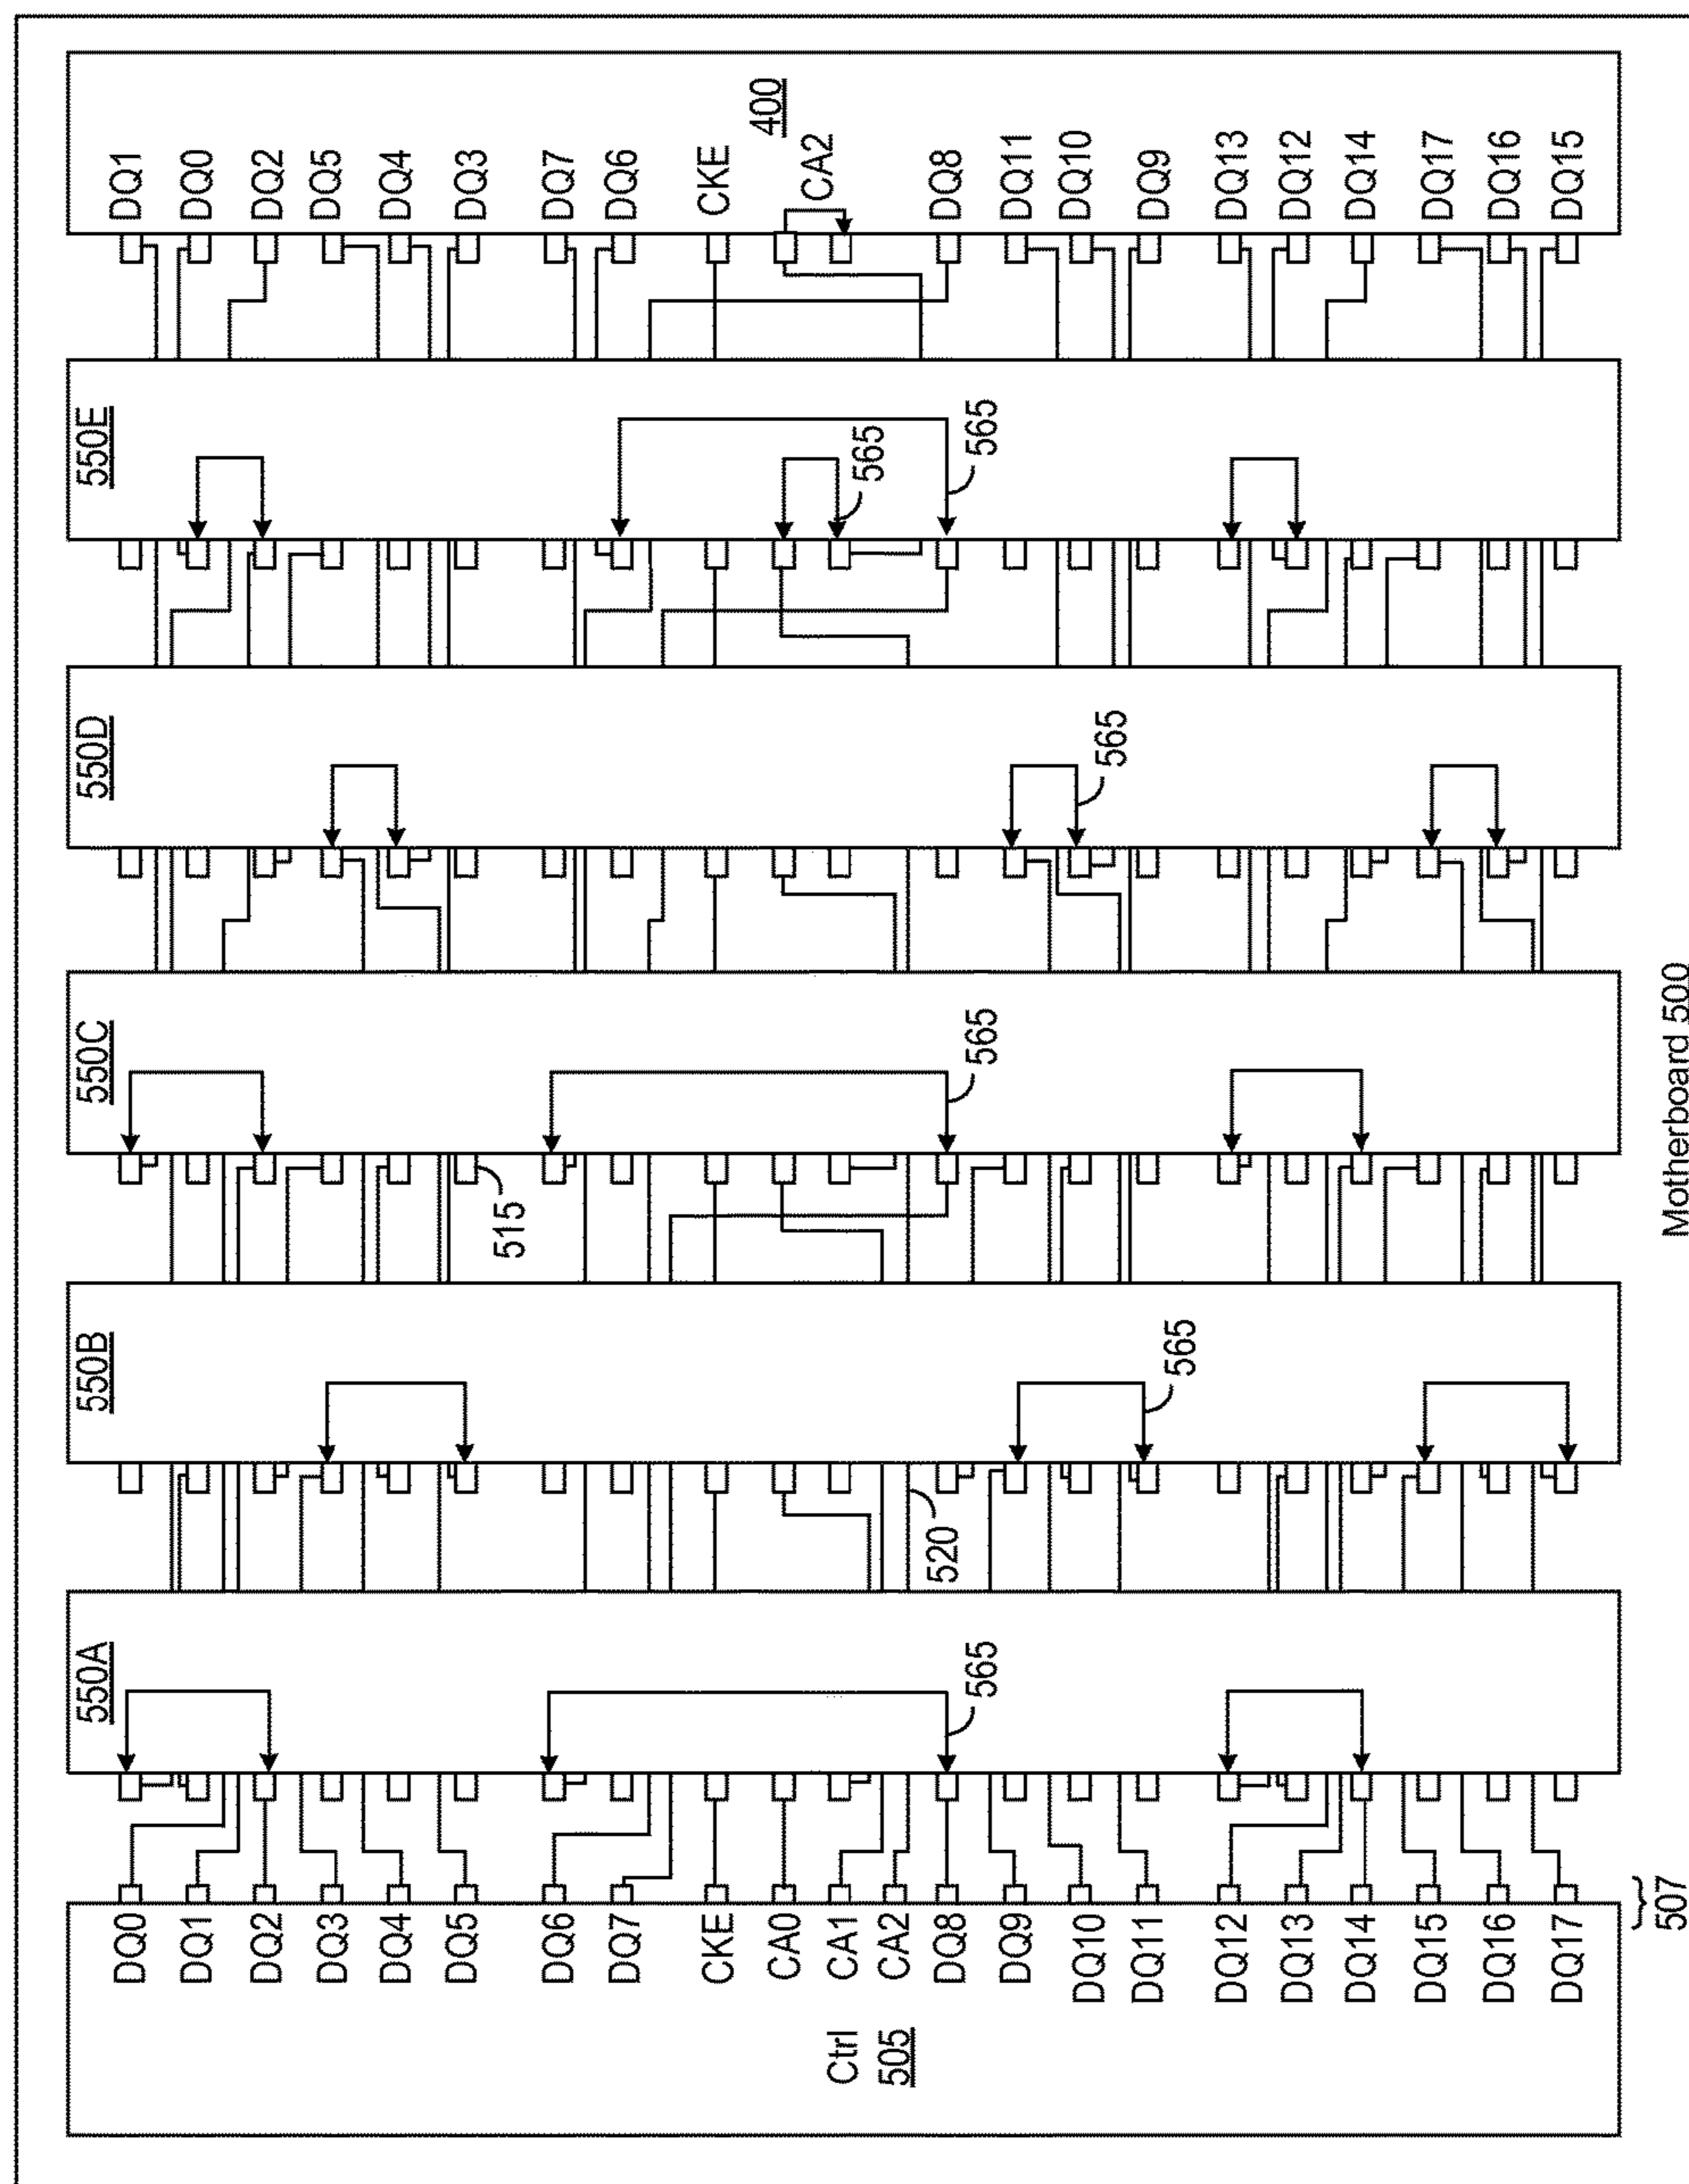 DQ1
DQ0
DQ2
DQ5
DQ4
DQ3
DQ7
DQ6
CKE
400
CA2
DQ8
DQ11
DQ10
DQ9
DQ13
DQ12
DQ14
DQ17
DQ16
DQ15
550E
565
565
550D
565
550C
565
515
550B
565
520
550A
565
DQ0
DQ1
DQ2
DQ3
DQ4
DQ5
DQ6
DQ7
CKE
CA0
CA1
CA2
DQ8
DQ9
DQ10
DQ11
DQ12
DQ13
DQ14
DQ15
DQ16
DQ17
507
Ctrl
505
Motherboard 500